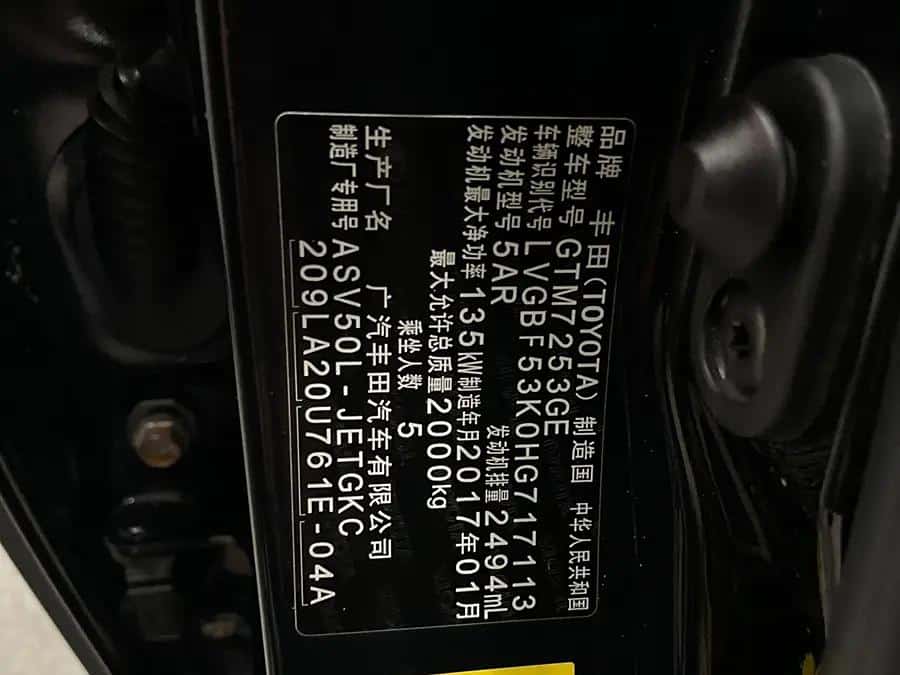 品牌 丰田(TOYOTA) 制造国 中华人民共和国
整车型号 GTM7253GE
车辆识别代号 LVGBF53K0HG717113
发动机型号 5AR 发动机排量 2494mL
发动机最大净功率 135kW 制造年月 2017年01月
最大允许总质量 2000kg
乘坐人数 5
生产厂名 广汽丰田汽车有限公司
制造厂专用号 ASV50L-JETGKC
209LA20U761E-04A